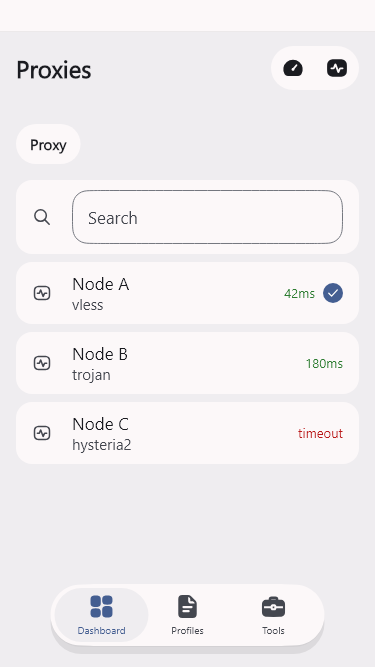 Proxies
Proxy
Search
Node A
vless
42ms
Node B
trojan
180ms
Node C
hysteria2
timeout
Dashboard
Profiles
Tools